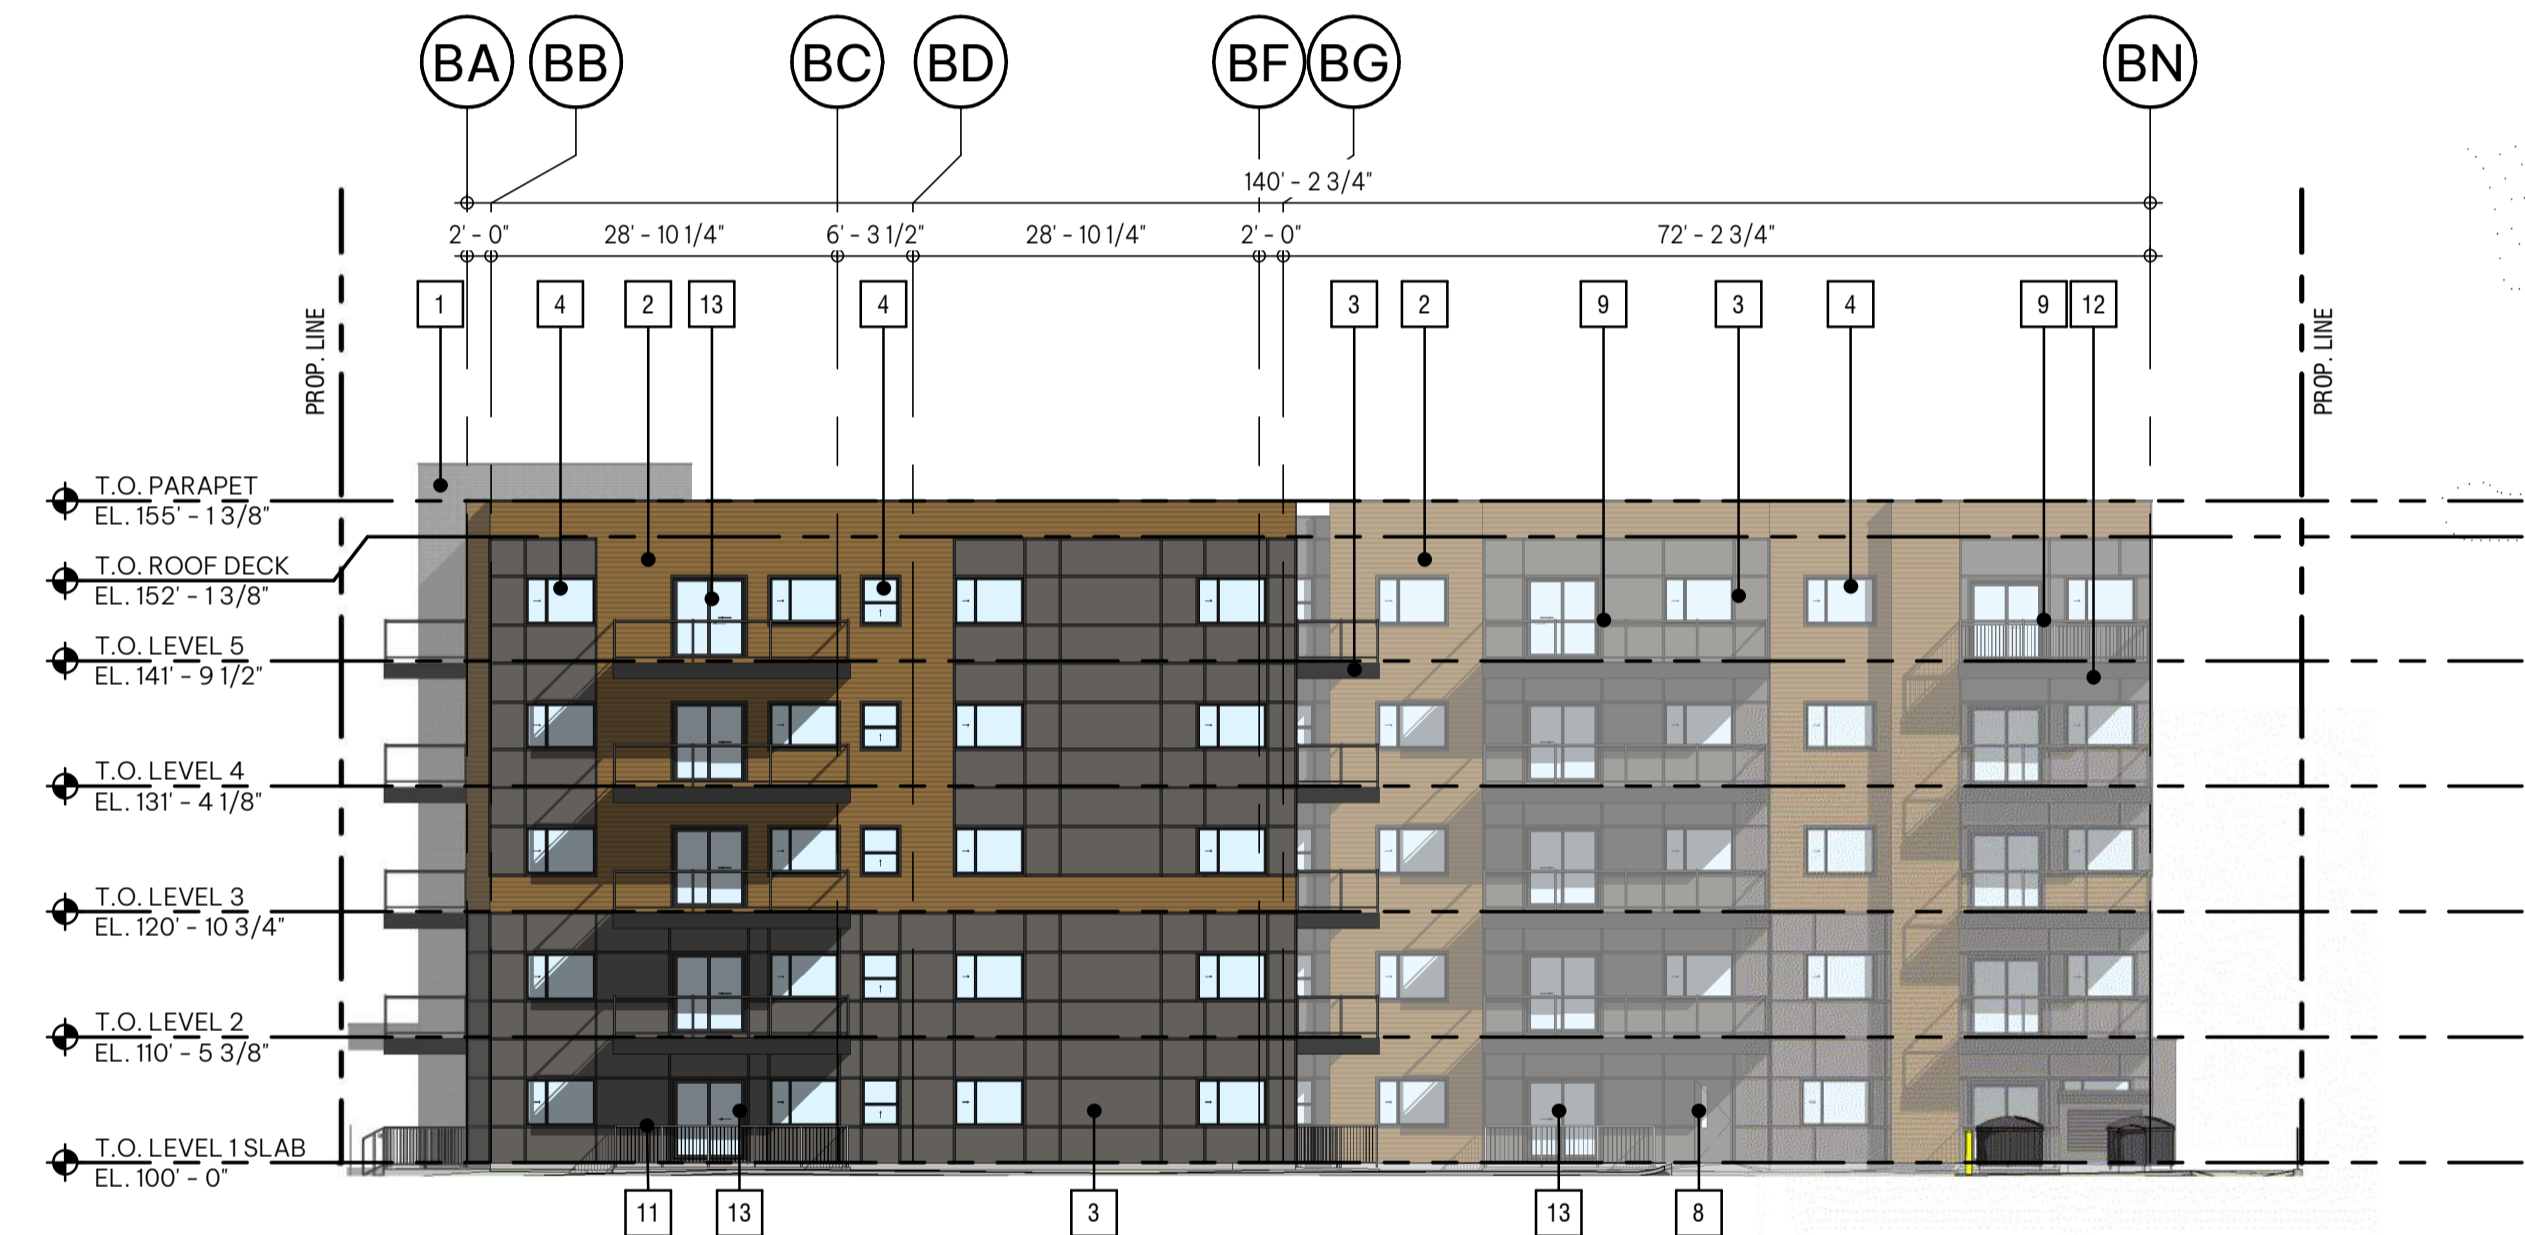 BA BB BC BD BF BG BN
140' - 2 3/4"
2' - 0" 28' - 10 1/4" 6' - 3 1/2" 28' - 10 1/4" 2' - 0" 72' - 2 3/4"
1 4 2 13 4 3 2 9 3 4 9 12
PROP. LINE
PROP. LINE
T.O. PARAPET
EL. 155' - 1 3/8"
T.O. ROOF DECK
EL. 152' - 1 3/8"
T.O. LEVEL 5
EL. 141' - 9 1/2"
T.O. LEVEL 4
EL. 131' - 4 1/8"
T.O. LEVEL 3
EL. 120' - 10 3/4"
T.O. LEVEL 2
EL. 110' - 5 3/8"
T.O. LEVEL 1 SLAB
EL. 100' - 0"
11 13 3 13 8